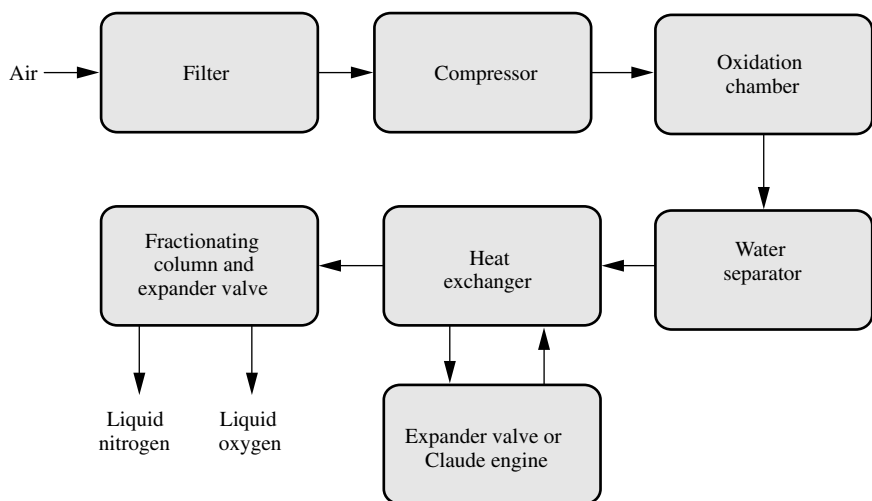 Air
Filter
Compressor
Oxidation
chamber
Water
separator
Heat
exchanger
Fractionating
column and
expander valve
Expander valve or
Claude engine
Liquid
nitrogen
Liquid
oxygen